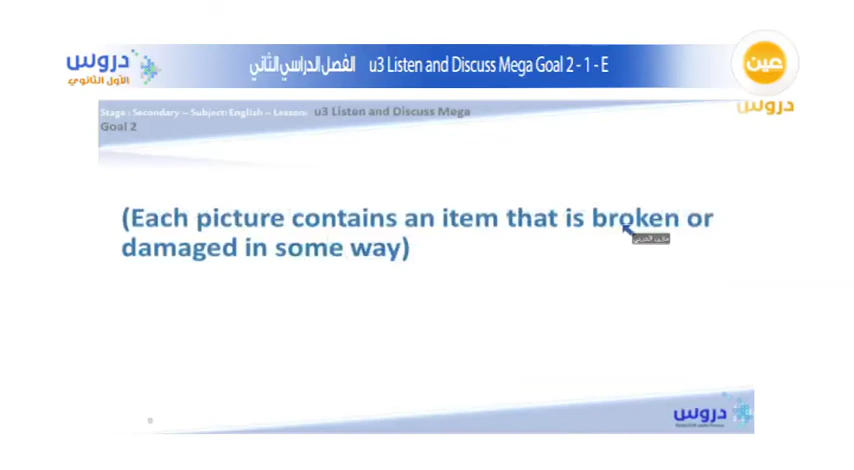 دروس
الأول الثانوي
الفصل الدراسي الثاني u3 Listen and Discuss Mega Goal 2 - 1 - E
عين
دروس
Stage : Secondary – Subject: English – Lesson: u3 Listen and Discuss Mega
Goal 2
(Each picture contains an item that is broken or
damaged in some way)
دروس